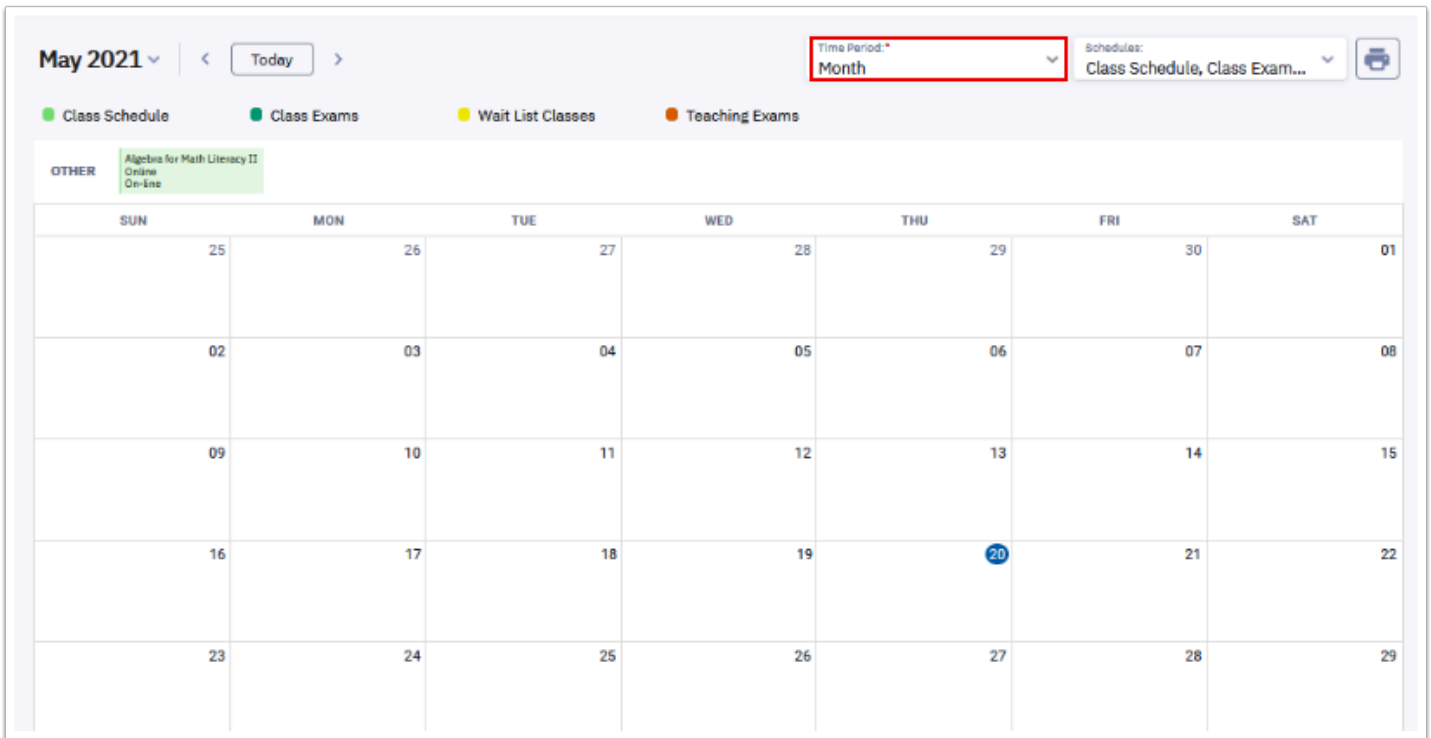 May 2021 Today Time Period:* Schedules:
Month Class Schedule, Class Exam...
Class Schedule Class Exams Wait List Classes Teaching Exams
OTHER
Algebra for Math Literacy II
Online
On-line
SUN MON TUE WED THU FRI SAT
25 26 27 28 29 30 01
02 03 04 05 06 07 08
09 10 11 12 13 14 15
16 17 18 19 20 21 22
23 24 25 26 27 28 29